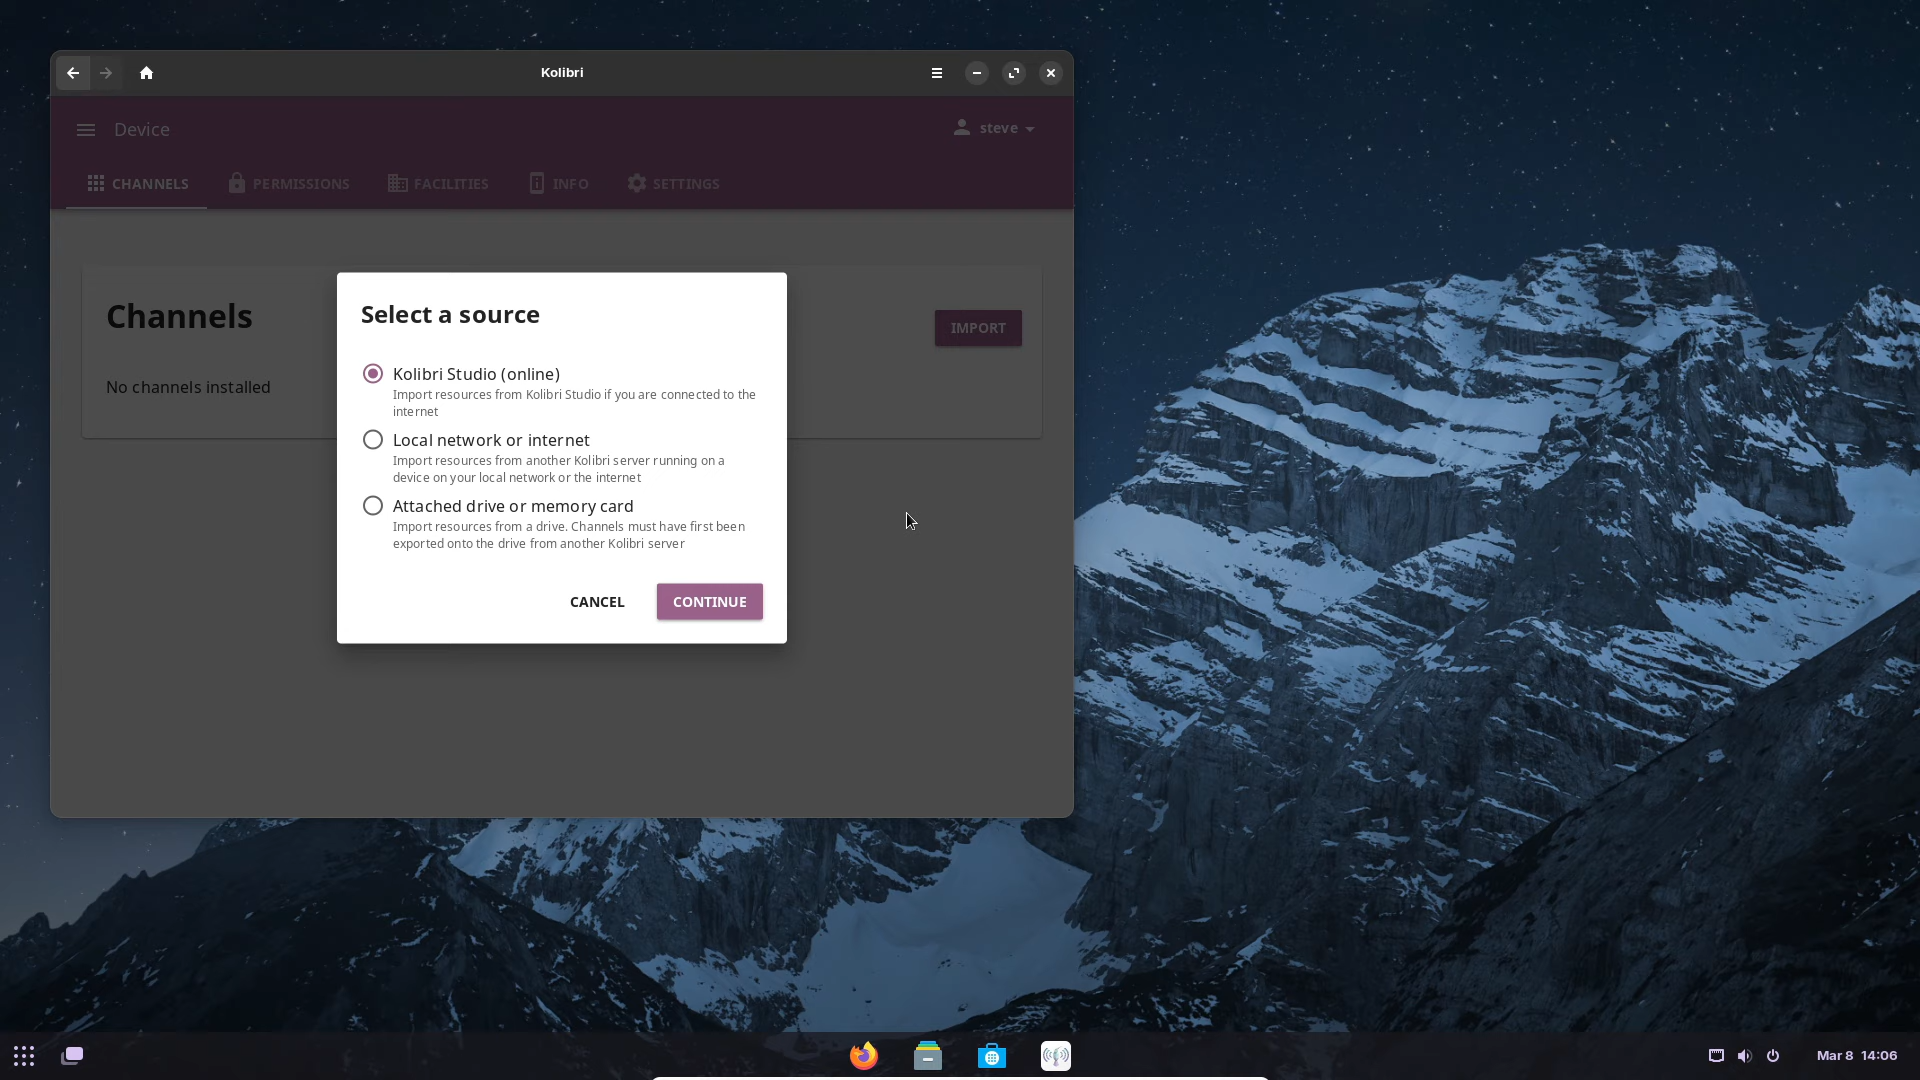 Kolibri
Device
steve
CHANNELS
PERMISSIONS
FACILITIES
INFO
SETTINGS
Channels
IMPORT
No channels installed
Select a source
Kolibri Studio (online)
Import resources from Kolibri Studio if you are connected to the
internet
Local network or internet
Import resources from another Kolibri server running on a
device on your local network or the internet
Attached drive or memory card
Import resources from a drive. Channels must have first been
exported onto the drive from another Kolibri server
CANCEL
CONTINUE
Mar 8 14:06